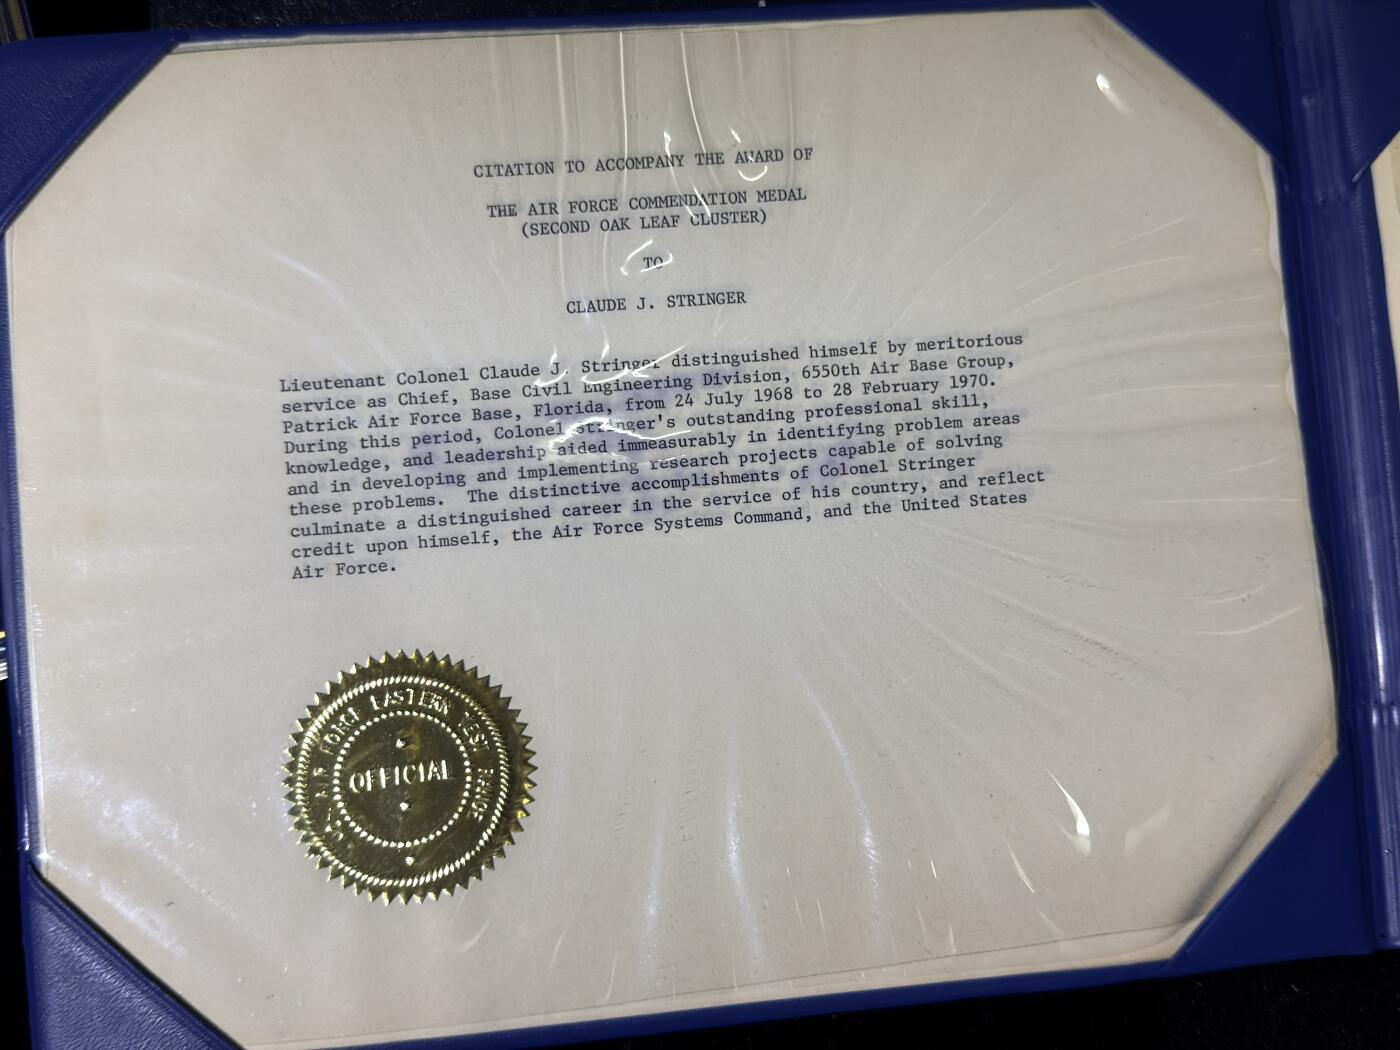 CITATION TO ACCOMPANY THE AWARD OF
THE AIR FORCE COMMENDATION MEDAL
(SECOND OAK LEAF CLUSTER)
TO
CLAUDE J. STRINGER
Lieutenant Colonel Claude J. Stringer distinguished himself by meritorious
service as Chief, Base Civil Engineering Division, 6550th Air Base Group,
Patrick Air Force Base, Florida, from 24 July 1968 to 28 February 1970.
During this period, Colonel Stringer's outstanding professional skill,
knowledge, and leadership aided immeasurably in identifying problem areas
and in developing and implementing research projects capable of solving
these problems. The distinctive accomplishments of Colonel Stringer
culminate a distinguished career in the service of his country, and reflect
credit upon himself, the Air Force Systems Command, and the United States
Air Force.
AIR FORCE EASTERN TEST RANGE
OFFICIAL